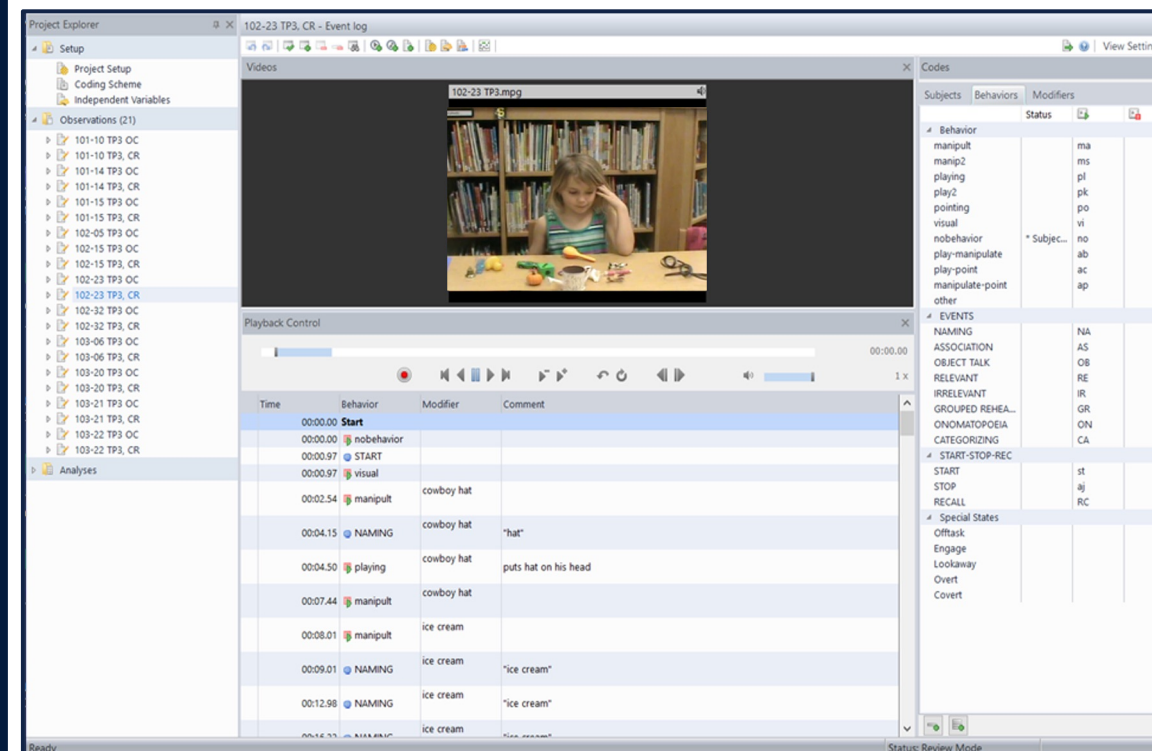 Project Explorer
Setup
Project Setup
Coding Scheme
Independent Variables
Observations (21)
101-10 TP3 OC
101-10 TP3, CR
101-14 TP3 OC
101-14 TP3, CR
101-15 TP3 OC
101-15 TP3, CR
102-05 TP3 OC
102-15 TP3 OC
102-15 TP3, CR
102-23 TP3 OC
102-23 TP3, CR
102-32 TP3 OC
102-32 TP3, CR
103-06 TP3 OC
103-06 TP3, CR
103-20 TP3 OC
103-20 TP3, CR
103-21 TP3 OC
103-21 TP3, CR
103-22 TP3 OC
103-22 TP3, CR
Analyses
Ready
102-23 TP3, CR - Event log
View Settin
Videos
102-23 TP3.mpg
Playback Control
00:00.00
1 x
Time Behavior Modifier Comment
00:00.00 Start
00:00.00 nobehavior
00:00.97 START
00:00.97 visual
00:02.54 manipult cowboy hat
00:04.15 NAMING cowboy hat "hat"
00:04.50 playing cowboy hat puts hat on his head
00:07.44 manipult cowboy hat
00:08.01 manipult ice cream
00:09.01 NAMING ice cream "ice cream"
00:12.98 NAMING ice cream "ice cream"
ice cream
Codes
Subjects Behaviors Modifiers
Status
Behavior
manipult ma
manip2 ms
playing pl
play2 pk
pointing po
visual vi
nobehavior * Subjec... no
play-manipulate ab
play-point ac
manipulate-point ap
other
EVENTS
NAMING NA
ASSOCIATION AS
OBJECT TALK OB
RELEVANT RE
IRRELEVANT IR
GROUPED REHEA... GR
ONOMATOPOEIA ON
CATEGORIZING CA
START-STOP-REC
START st
STOP aj
RECALL RC
Special States
Offtask
Engage
Lookaway
Overt
Covert
Status: Review Mode